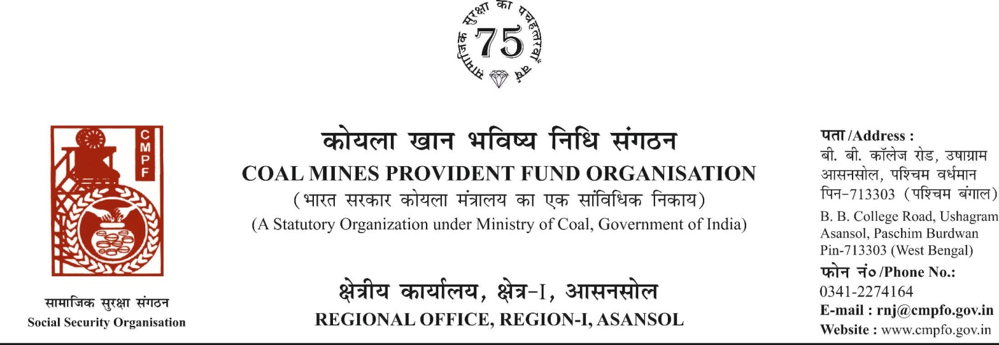 सामाजिक सुरक्षा का पचहत्तरवाँ वर्ष
75
CMPF
सामाजिक सुरक्षा संगठन
Social Security Organisation
कोयला खान भविष्य निधि संगठन
COAL MINES PROVIDENT FUND ORGANISATION
(भारत सरकार कोयला मंत्रालय का एक सांविधिक निकाय)
(A Statutory Organization under Ministry of Coal, Government of India)
क्षेत्रीय कार्यालय, क्षेत्र-I, आसनसोल
REGIONAL OFFICE, REGION-I, ASANSOL
पता /Address :
बी. बी. कॉलेज रोड, उषाग्राम
आसनसोल, पश्चिम वर्धमान
पिन-713303 (पश्चिम बंगाल)
B. B. College Road, Ushagram
Asansol, Paschim Burdwan
Pin-713303 (West Bengal)
फोन नं० /Phone No.:
0341-2274164
E-mail : rnj@cmpfo.gov.in
Website : www.cmpfo.gov.in